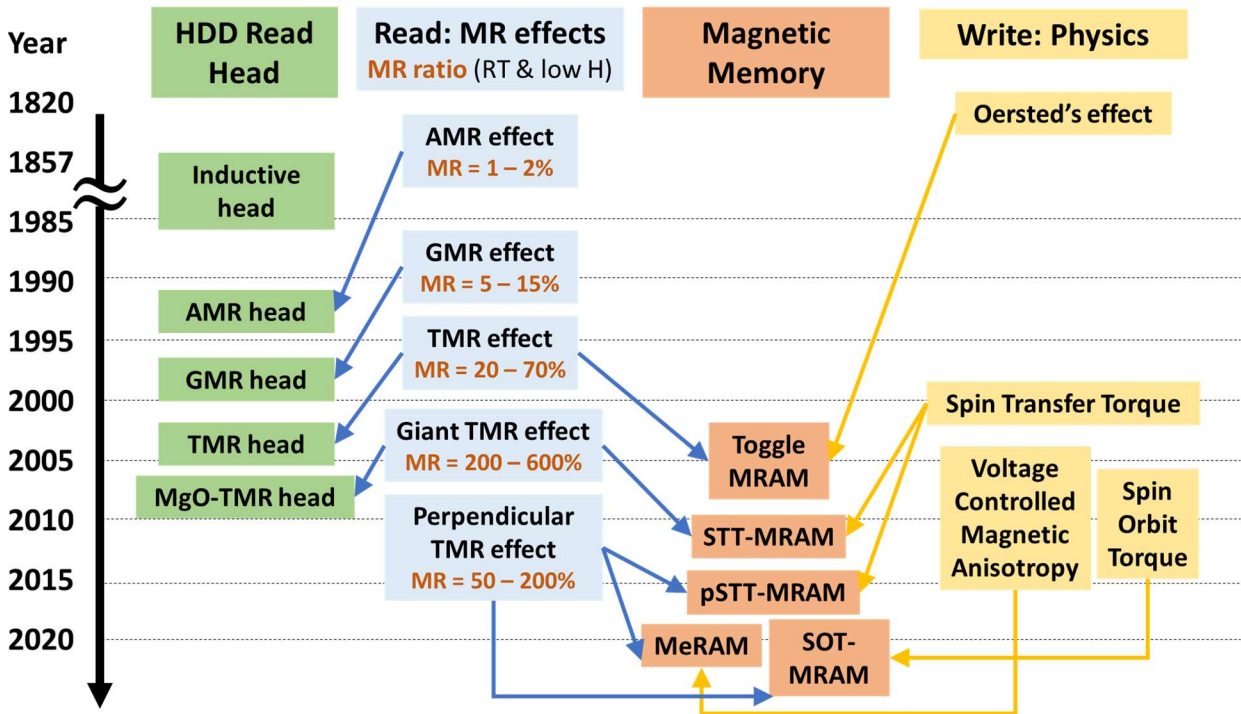 Year
1820
1857
1985
1990
1995
2000
2005
2010
2015
2020
HDD Read
Head
Inductive
head
AMR head
GMR head
TMR head
MgO-TMR head
Read: MR effects
MR ratio (RT & low H)
AMR effect
MR = 1 – 2%
GMR effect
MR = 5 – 15%
TMR effect
MR = 20 – 70%
Giant TMR effect
MR = 200 – 600%
Perpendicular
TMR effect
MR = 50 – 200%
Magnetic
Memory
Toggle
MRAM
STT-MRAM
pSTT-MRAM
MeRAM
SOT-
MRAM
Write: Physics
Oersted's effect
Spin Transfer Torque
Voltage
Controlled
Magnetic
Anisotropy
Spin
Orbit
Torque